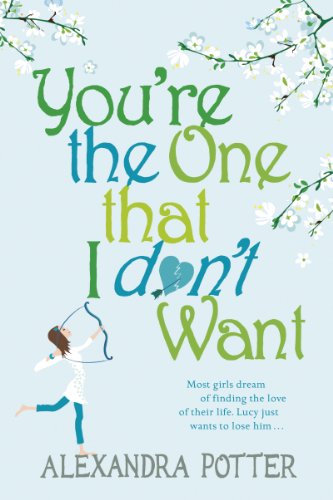 You're
the One
that
I don't
Want
Most girls dream
of finding the love
of their life. Lucy just
wants to lose him ...
ALEXANDRA POTTER